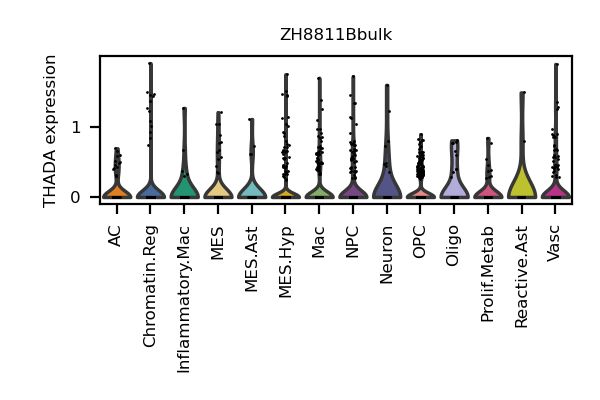 ZH8811Bbulk
THADA expression
1
0
AC
Chromatin.Reg
Inflammatory.Mac
MES
MES.Ast
MES.Hyp
Mac
NPC
Neuron
OPC
Oligo
Prolif.Metab
Reactive.Ast
Vasc